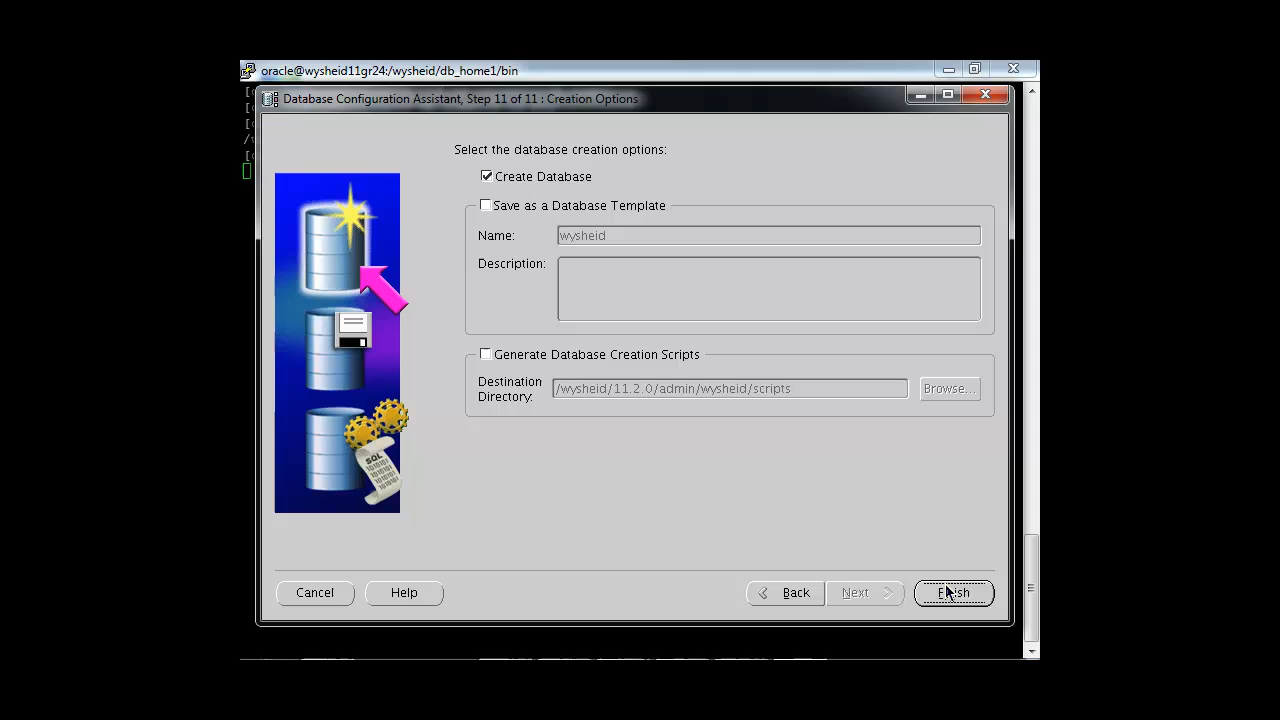 oracle@wysheid11gr24:/wysheid/db_home1/bin
Database Configuration Assistant, Step 11 of 11 : Creation Options
Select the database creation options:
Create Database
Save as a Database Template
Name: wysheid
Description:
Generate Database Creation Scripts
Destination
Directory: /wysheid/11.2.0/admin/wysheid/scripts Browse...
SQL
Cancel Help Back Next Finish